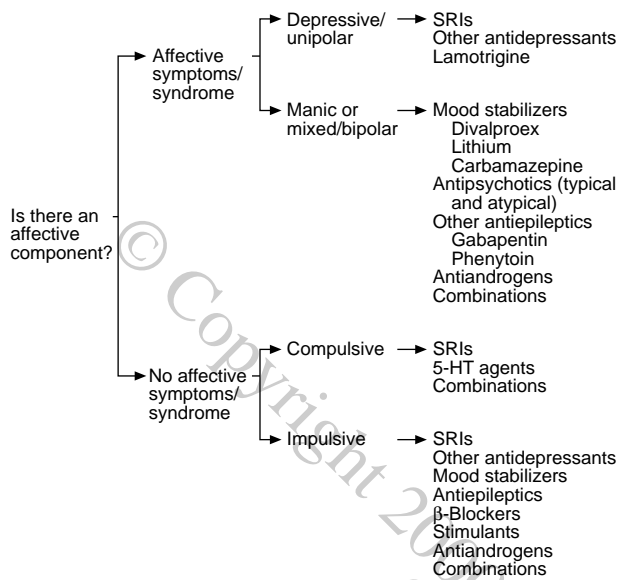 Is there an
affective
component?
Affective
symptoms/
syndrome
Depressive/
unipolar
SRIs
Other antidepressants
Lamotrigine
Manic or
mixed/bipolar
Mood stabilizers
Divalproex
Lithium
Carbamazepine
Antipsychotics (typical
and atypical)
Other antiepileptics
Gabapentin
Phenytoin
Antiandrogens
Combinations
No affective
symptoms/
syndrome
Compulsive
SRIs
5-HT agents
Combinations
Impulsive
SRIs
Other antidepressants
Mood stabilizers
Antiepileptics
β-Blockers
Stimulants
Antiandrogens
Combinations
© Copyright